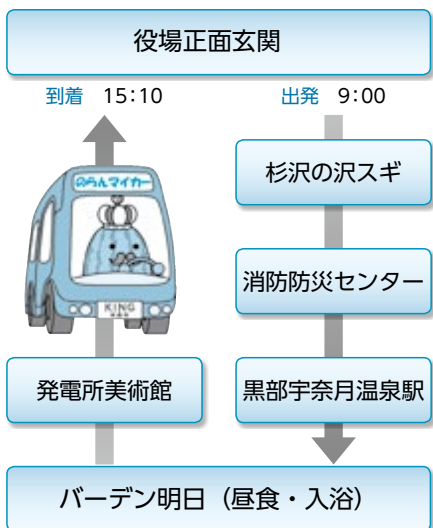 役場正面玄関
到着 15:10
出発 9:00
のらんマイカー
杉沢の沢スギ
消防防災センター
KING
発電所美術館
黒部宇奈月温泉駅
バーデン明日（昼食・入浴）